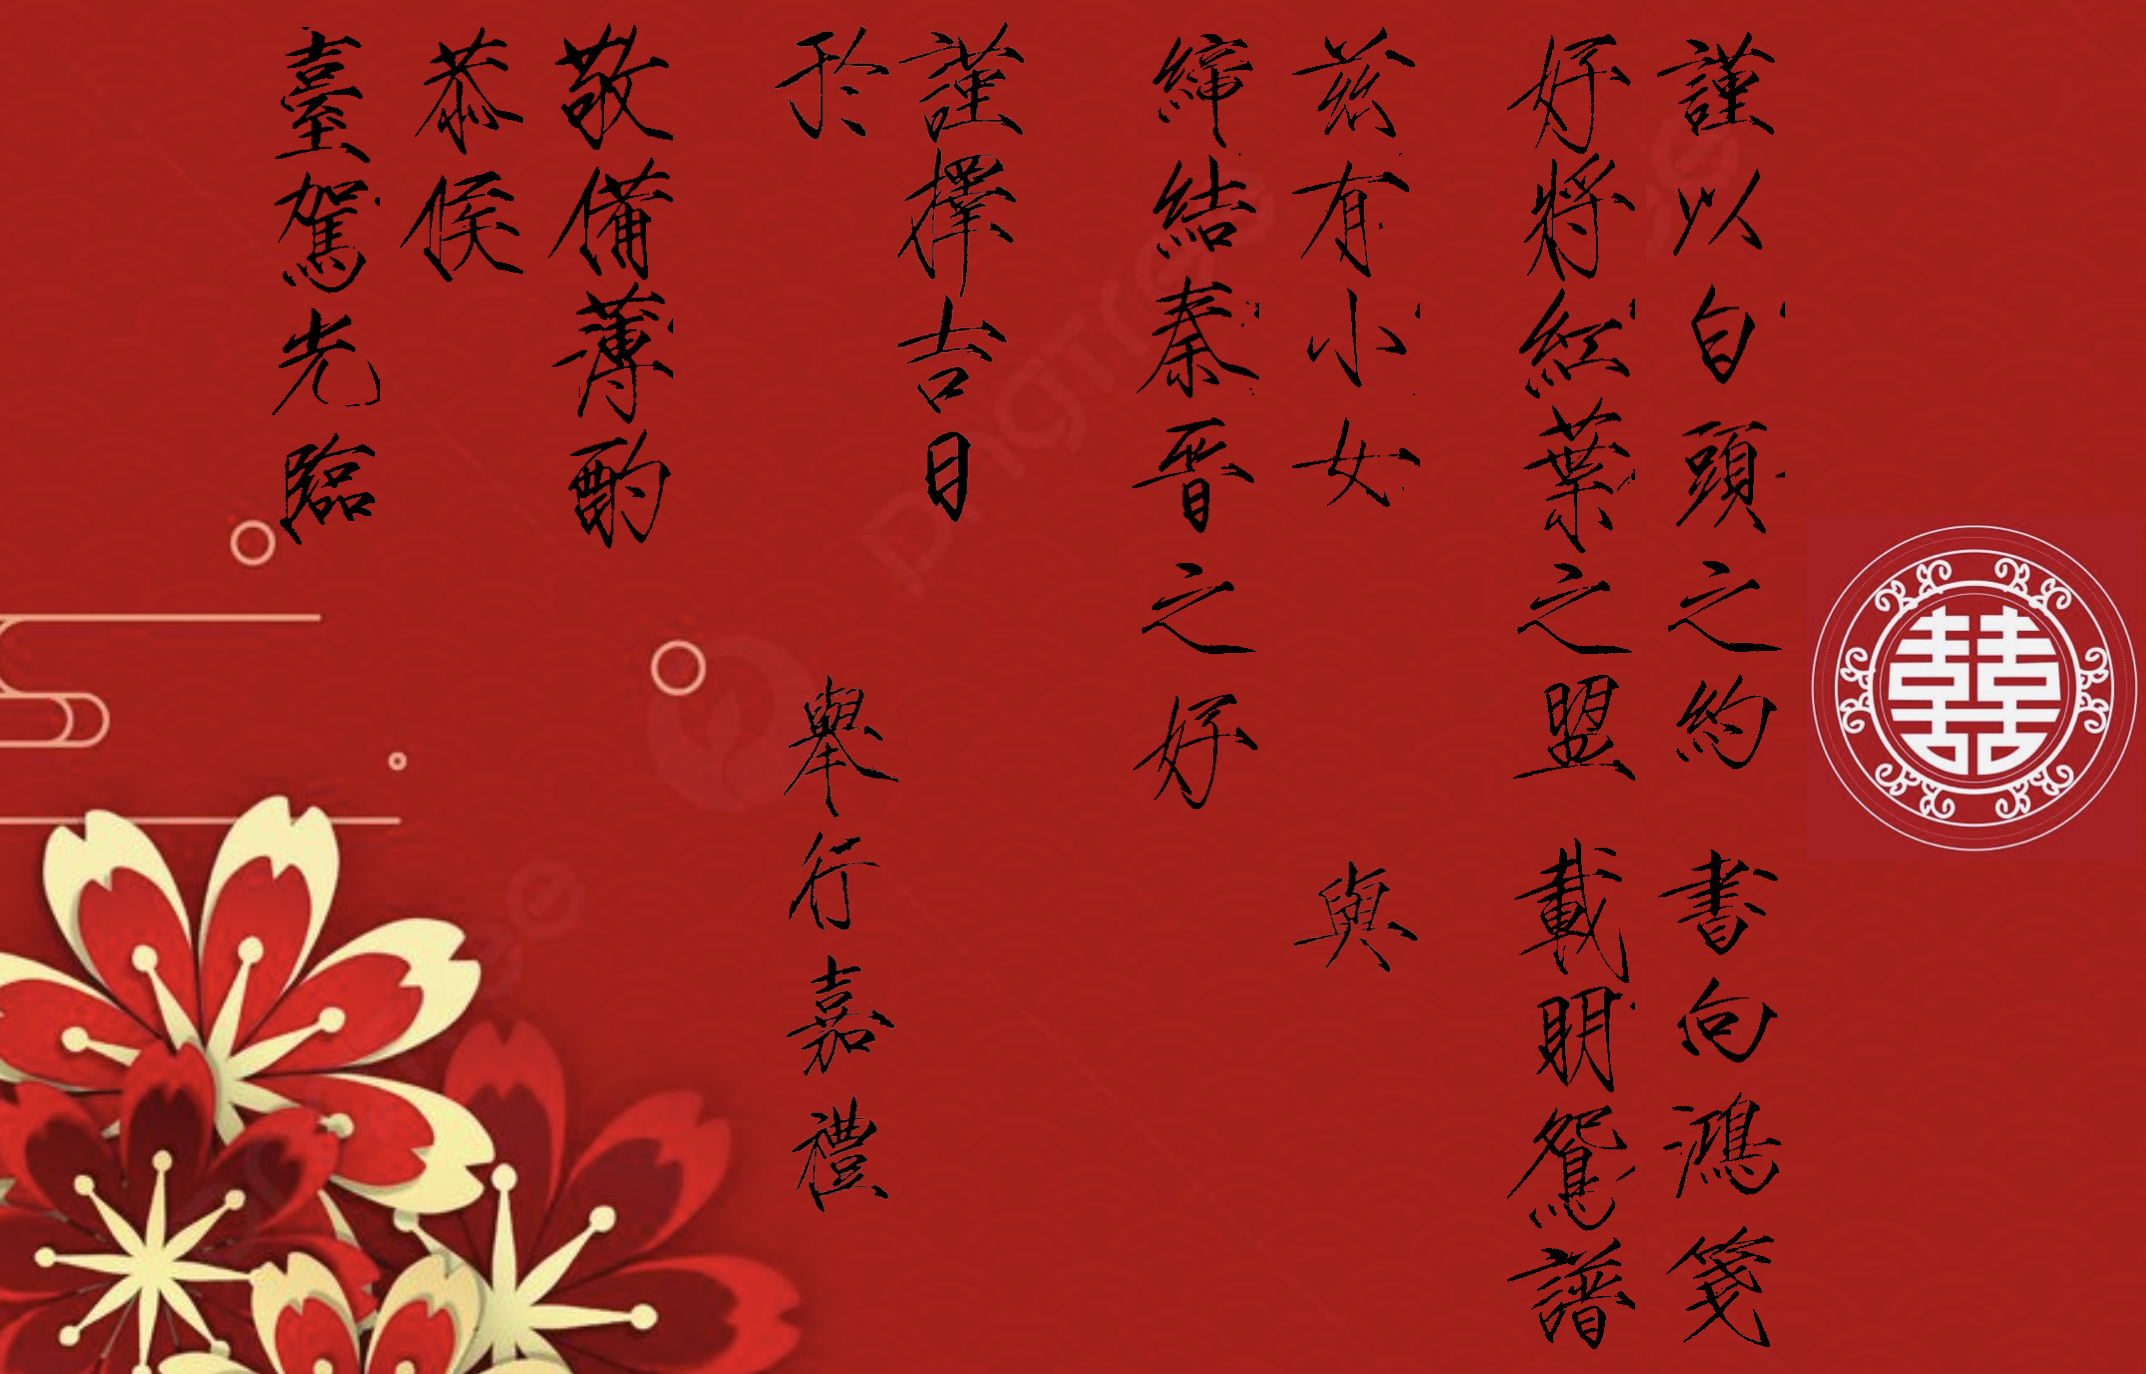 謹以白頭之約 書向鴻箋
好將紅葉之盟 載明鴛譜
茲有小女 與
締結秦晉之好
謹擇吉日
於 舉行嘉禮
敬備薄酌
恭候
臺駕光臨
囍
pngtree